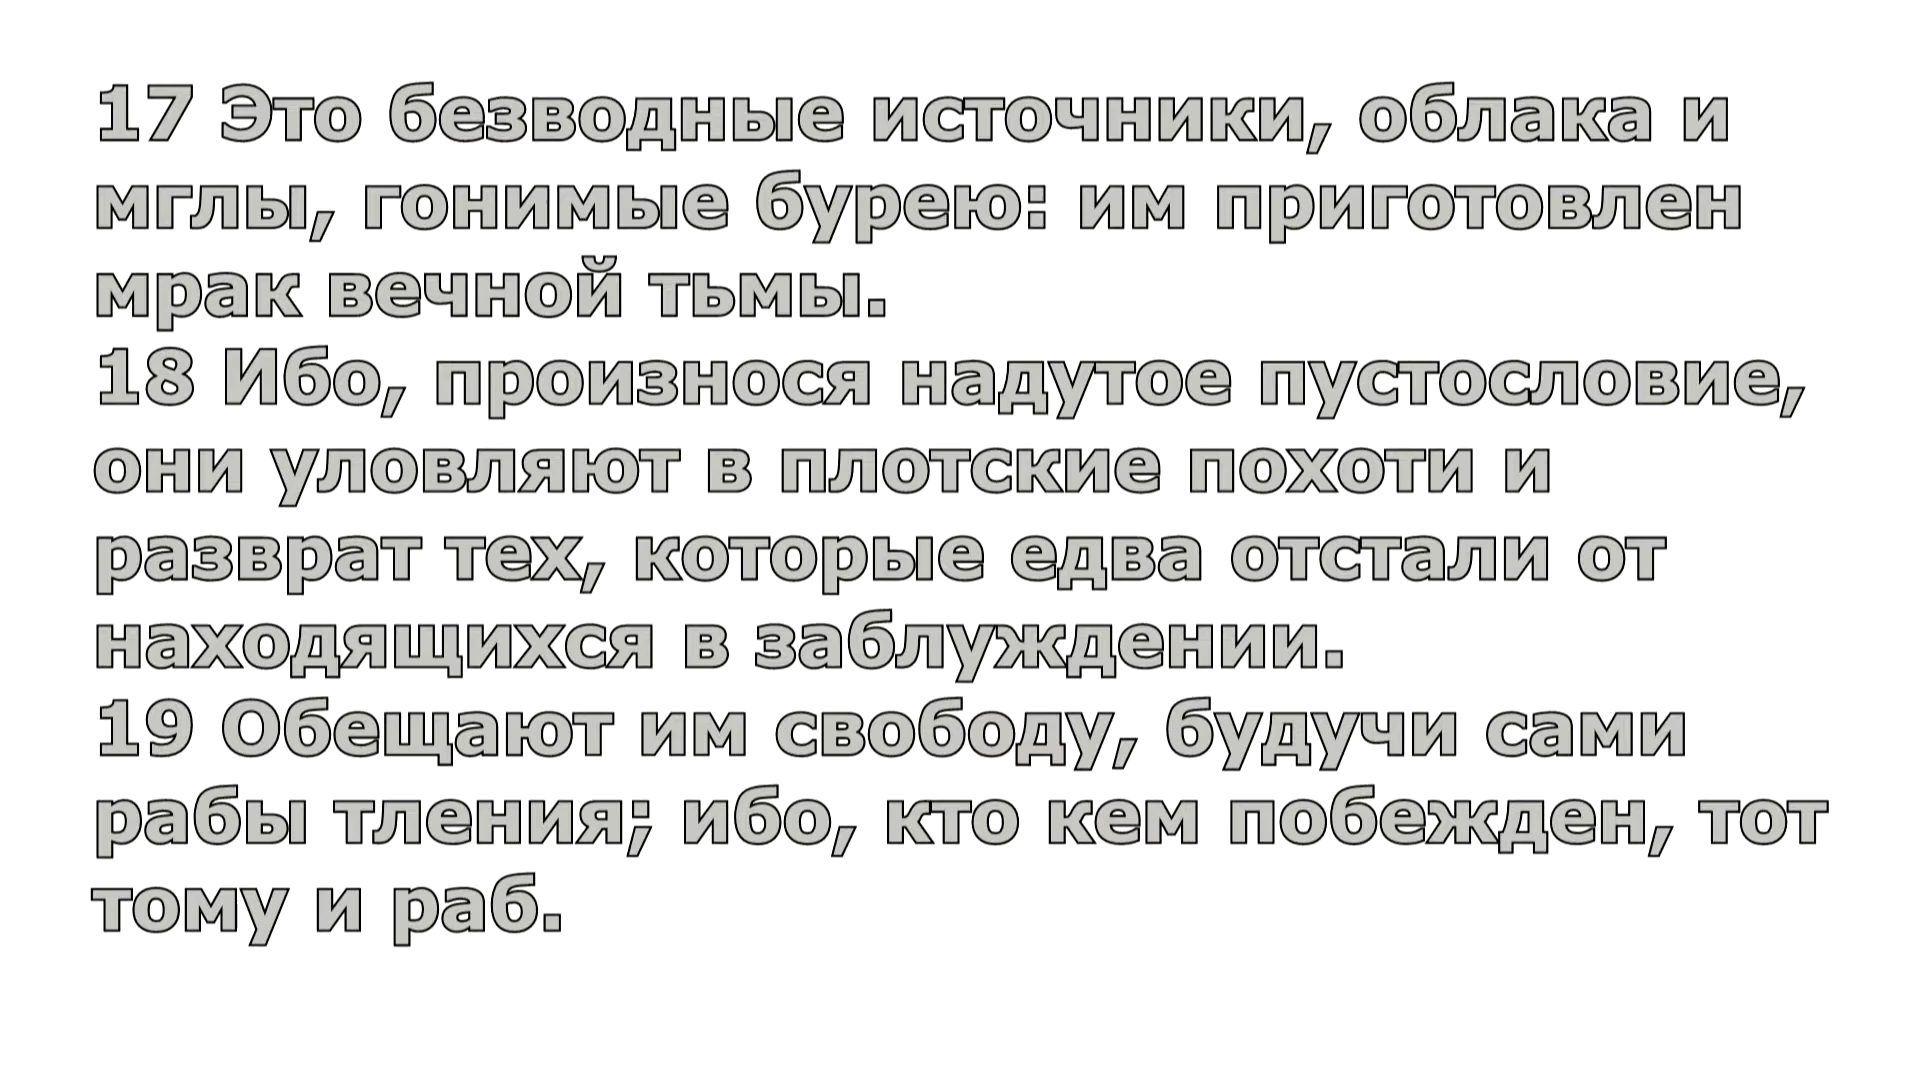 17 Это безводные источники, облака и
мглы, гонимые бурею: им приготовлен
мрак вечной тьмы.
18 Ибо, произнося надутое пустословие,
они уловляют в плотские похоти и
разврат тех, которые едва отстали от
находящихся в заблуждении.
19 Обещают им свободу, будучи сами
рабы тления; ибо, кто кем побежден, тот
тому и раб.